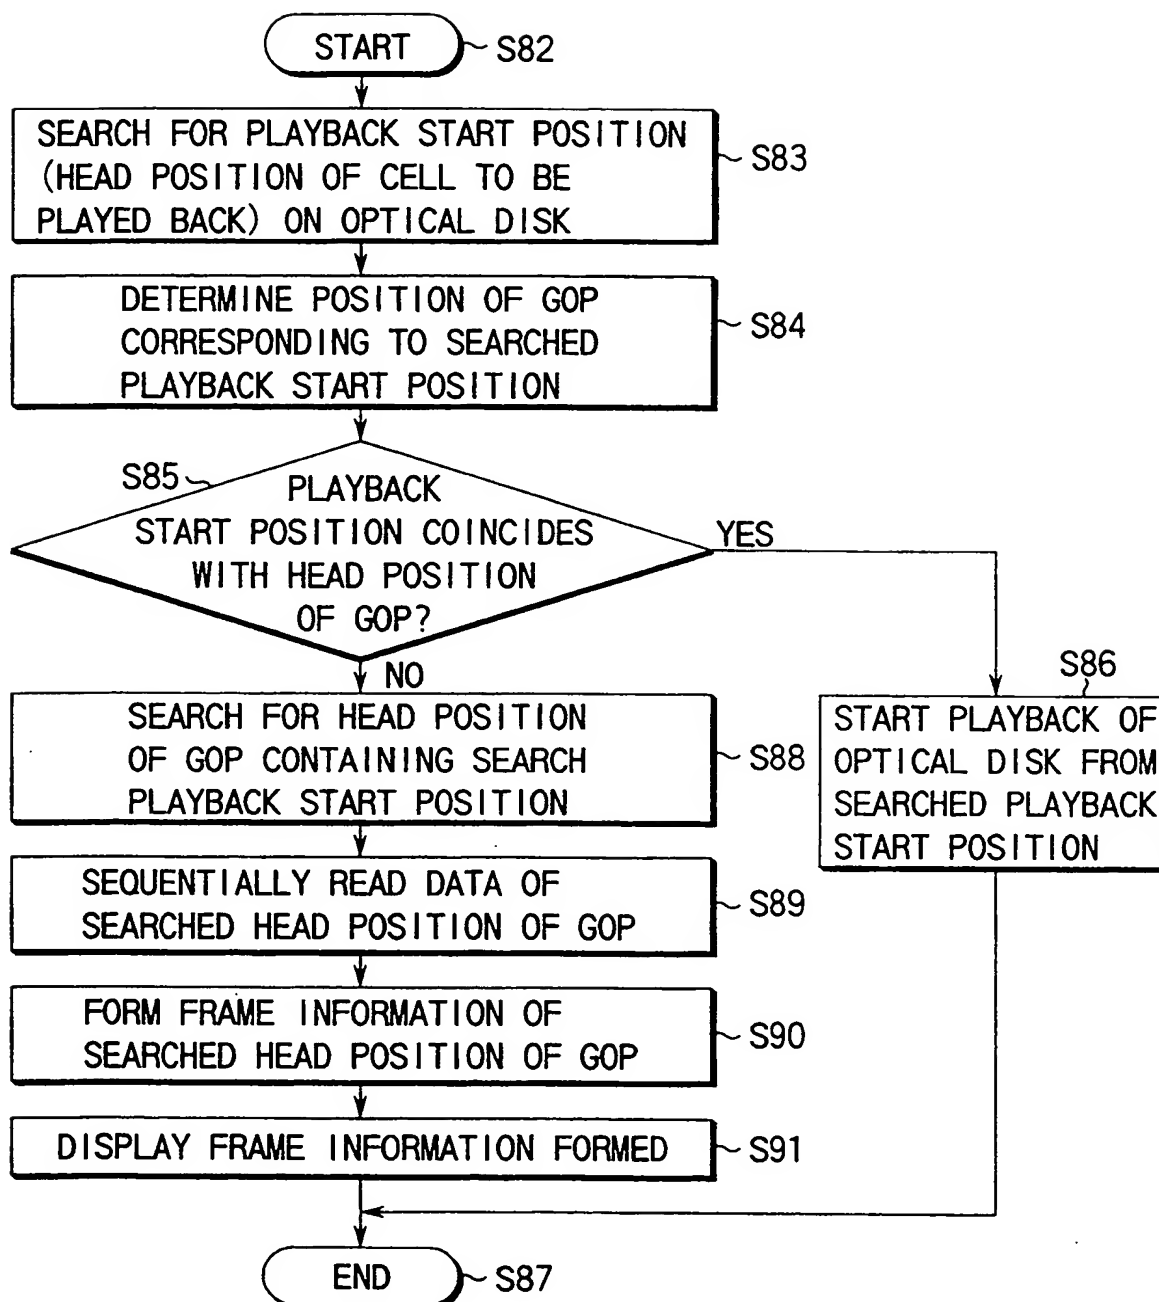 START
S82
SEARCH FOR PLAYBACK START POSITION
(HEAD POSITION OF CELL TO BE
PLAYED BACK) ON OPTICAL DISK
S83
DETERMINE POSITION OF GOP
CORRESPONDING TO SEARCHED
PLAYBACK START POSITION
S84
S85
PLAYBACK
START POSITION COINCIDES
WITH HEAD POSITION
OF GOP?
YES
NO
S86
START PLAYBACK OF
OPTICAL DISK FROM
SEARCHED PLAYBACK
START POSITION
SEARCH FOR HEAD POSITION
OF GOP CONTAINING SEARCH
PLAYBACK START POSITION
S88
SEQUENTIALLY READ DATA OF
SEARCHED HEAD POSITION OF GOP
S89
FORM FRAME INFORMATION OF
SEARCHED HEAD POSITION OF GOP
S90
DISPLAY FRAME INFORMATION FORMED
S91
END
S87